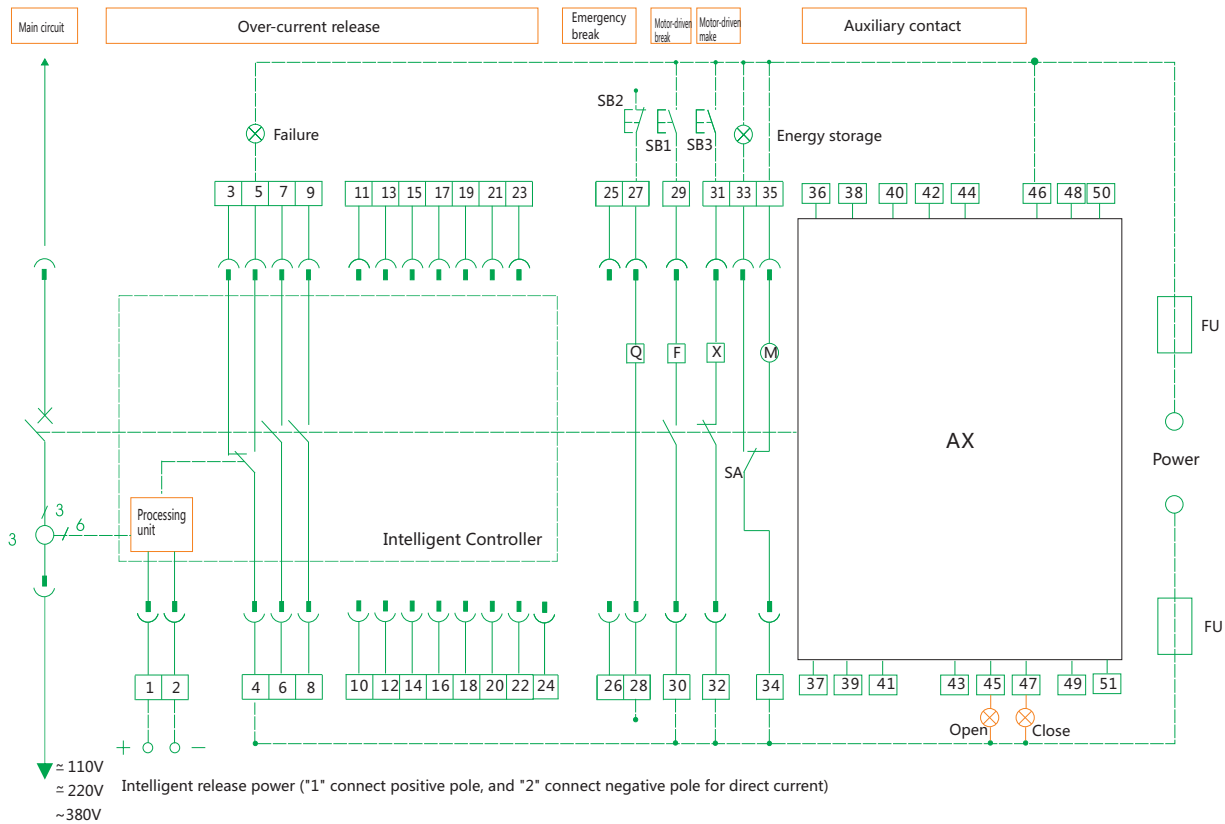 Main circuit
Over-current release
Emergency
break
Motor-driven
break
Motor-driven
make
Auxiliary contact
SB2
Failure
SB1
SB3
Energy storage
3 5 7 9 11 13 15 17 19 21 23 25 27 29 31 33 35 36 38 40 42 44 46 48 50
FU
Q F X M
AX
Power
SA
Processing
unit
3
6
3
Intelligent Controller
FU
1 2 4 6 8 10 12 14 16 18 20 22 24 26 28 30 32 34 37 39 41 43 45 47 49 51
Open
Close
+ −
≃ 110V
≃ 220V
~380V
Intelligent release power ("1" connect positive pole, and "2" connect negative pole for direct current)